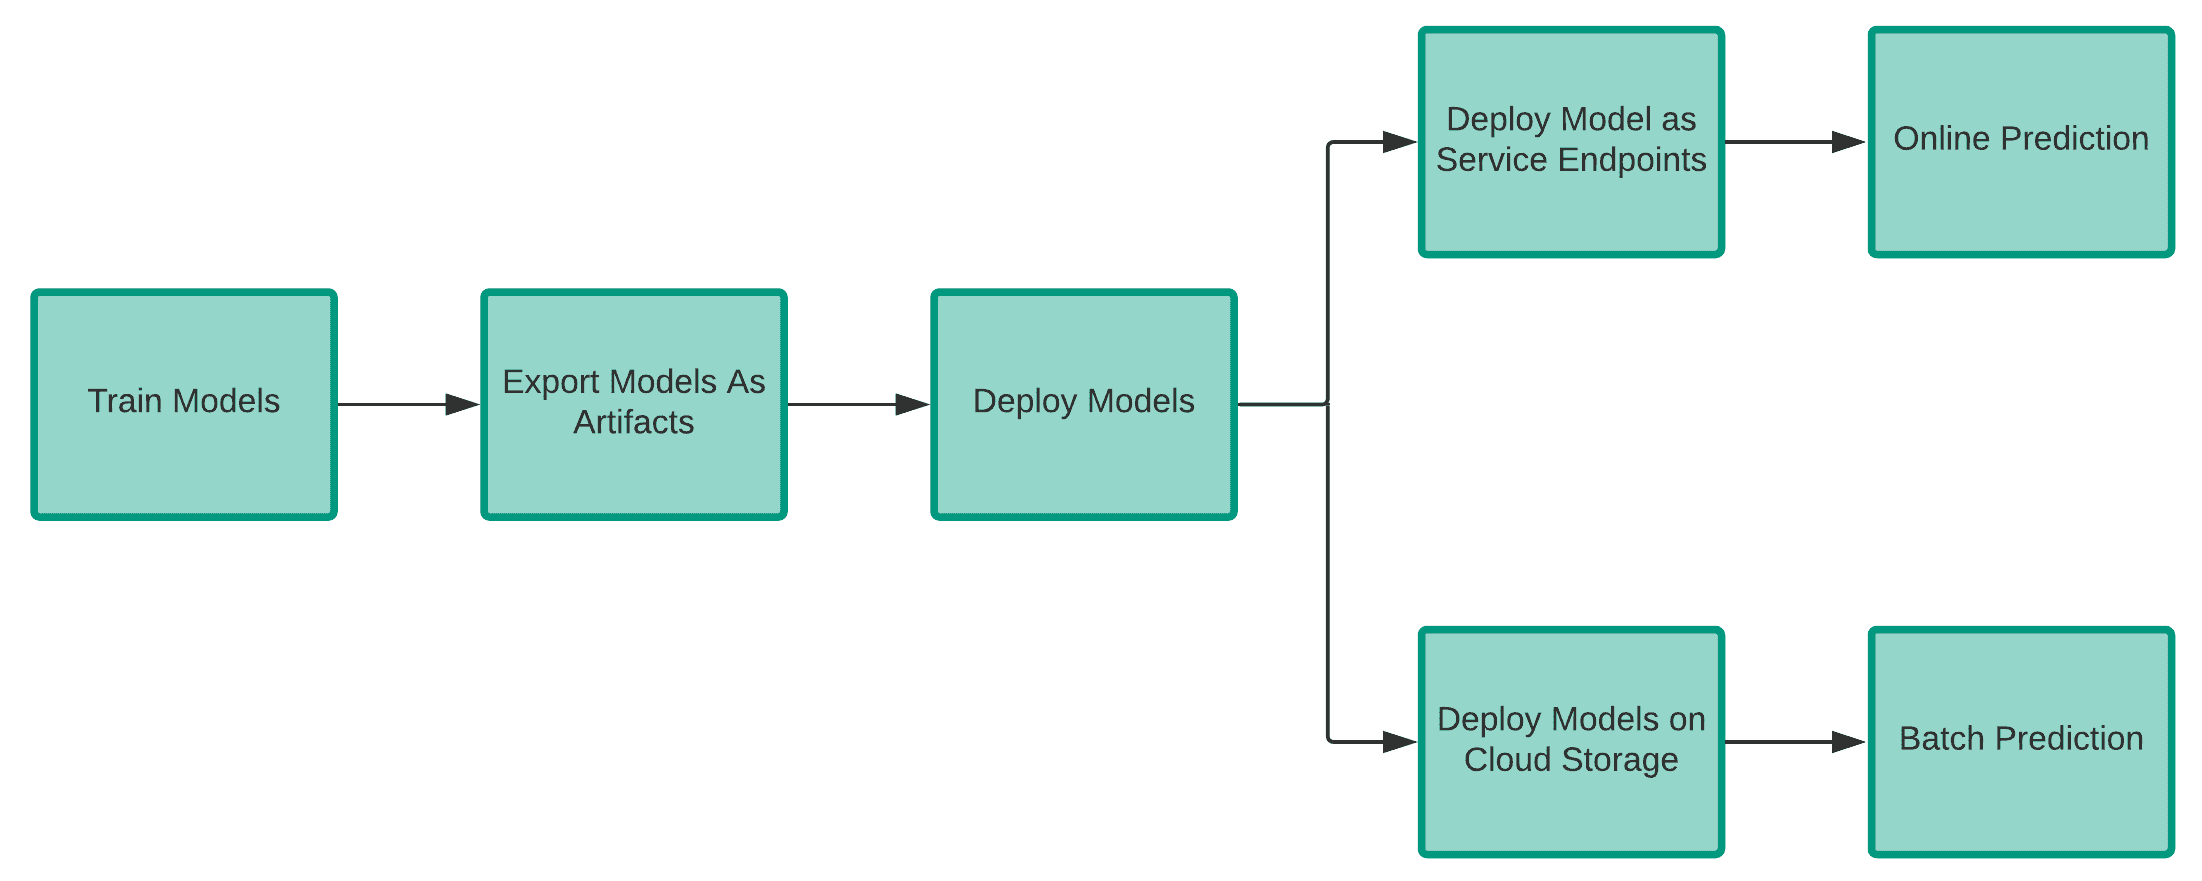 Train Models
Export Models As
Artifacts
Deploy Models
Deploy Model as
Service Endpoints
Online Prediction
Deploy Models on
Cloud Storage
Batch Prediction